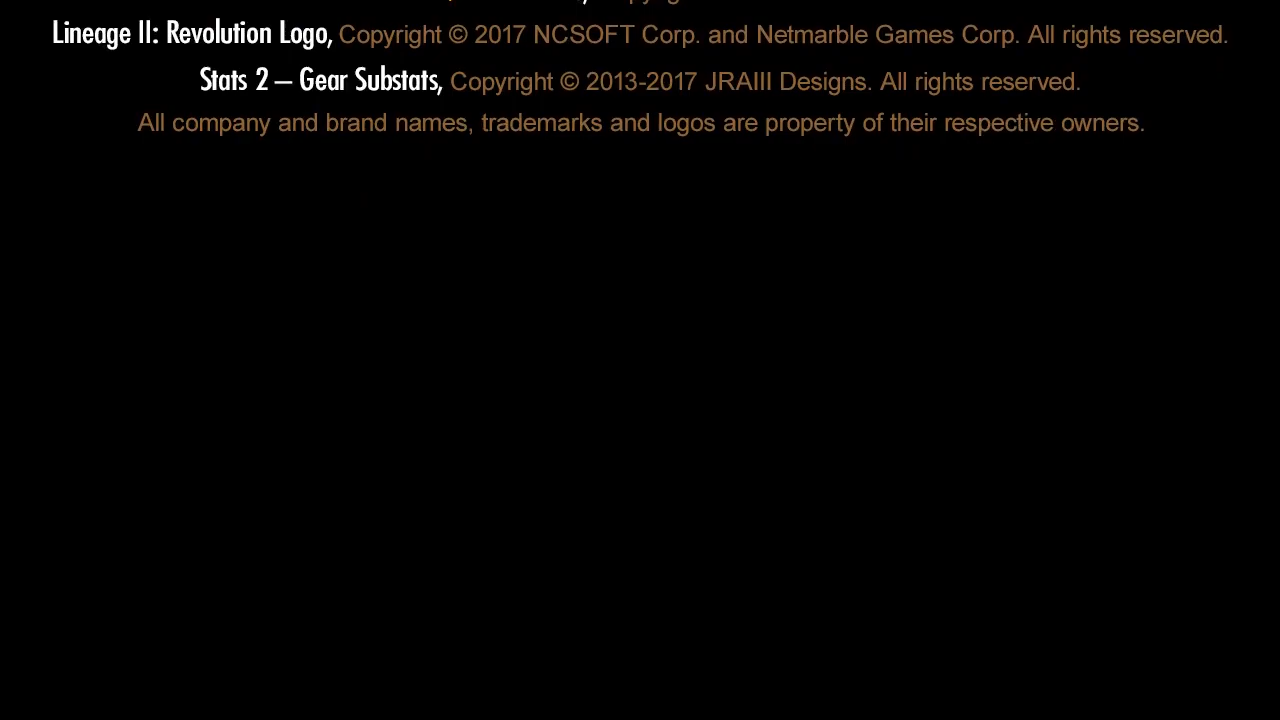 Lineage II: Revolution Logo, Copyright © 2017 NCSOFT Corp. and Netmarble Games Corp. All rights reserved.
Stats 2 – Gear Substats, Copyright © 2013-2017 JRAIII Designs. All rights reserved.
All company and brand names, trademarks and logos are property of their respective owners.